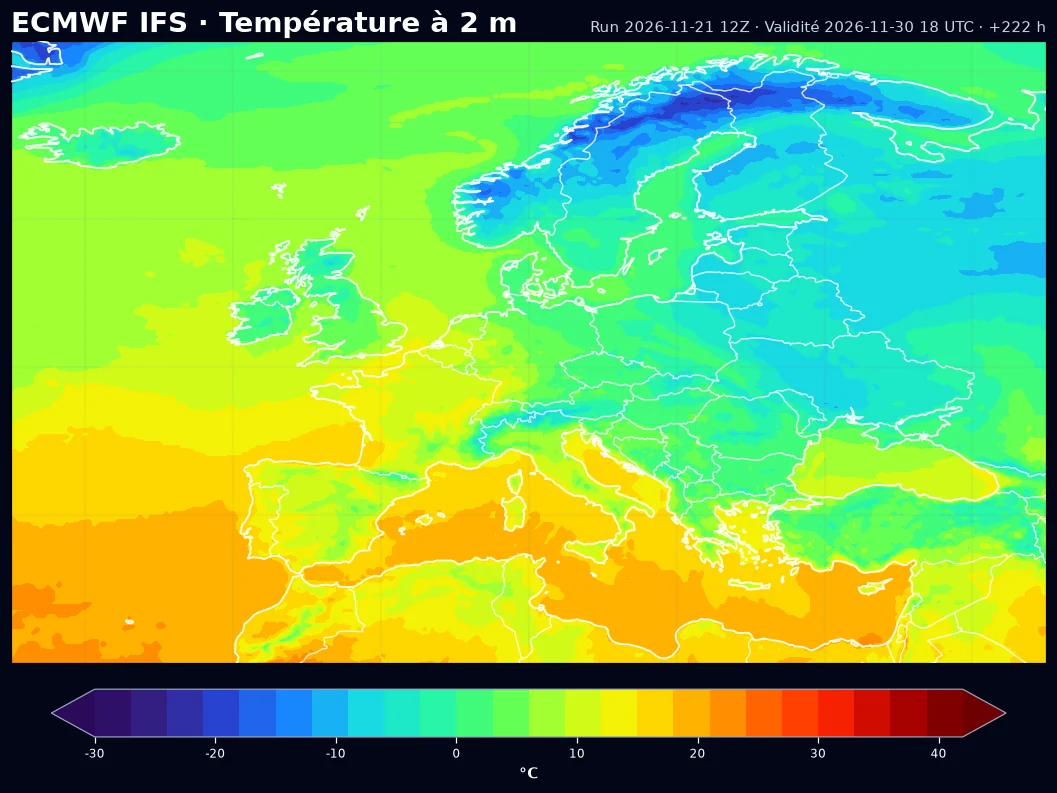 ECMWF IFS · Température à 2 m
Run 2026-11-21 12Z · Validité 2026-11-30 18 UTC · +222 h
-30 -20 -10 0 10 20 30 40
°C